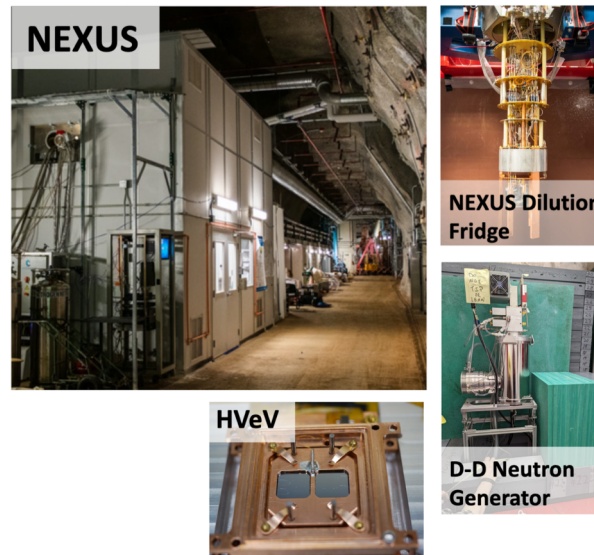 NEXUS
NEXUS Dilution
Fridge
HVeV
D-D Neutron
Generator